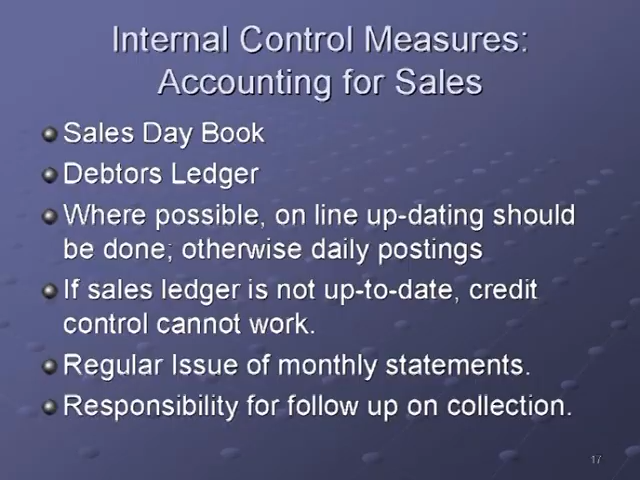 Internal Control Measures:
Accounting for Sales
Sales Day Book
Debtors Ledger
Where possible, on line up-dating should
be done; otherwise daily postings
If sales ledger is not up-to-date, credit
control cannot work.
Regular Issue of monthly statements.
Responsibility for follow up on collection.
17